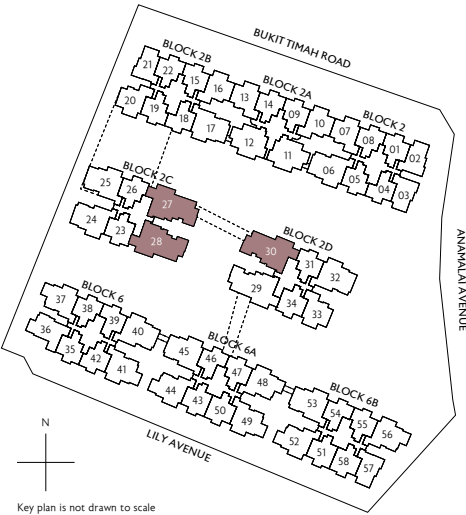 BUKIT TIMAH ROAD
BLOCK 2B
BLOCK 2A
BLOCK 2
21 22 15 16 13 14 09 10 07 08 01 02
20 19 18 17 12 11 06 05 04 03
ANAMALAI AVENUE
BLOCK 2C
25 26 27
24 23 28
BLOCK 2D
30 31 32
29 34 33
BLOCK 6
37 38 39 40
36 35 42 41
BLOCK 6A
45 46 47 48
44 43 50 49
BLOCK 6B
53 54 55 56
52 51 58 57
LILY AVENUE
N
Key plan is not drawn to scale